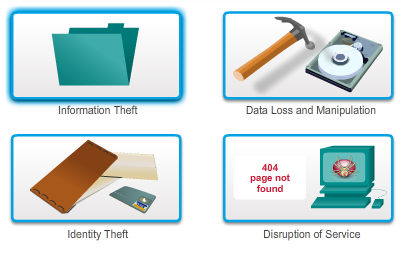 Information Theft
Data Loss and Manipulation
404
page not
found
Identity Theft
Disruption of Service